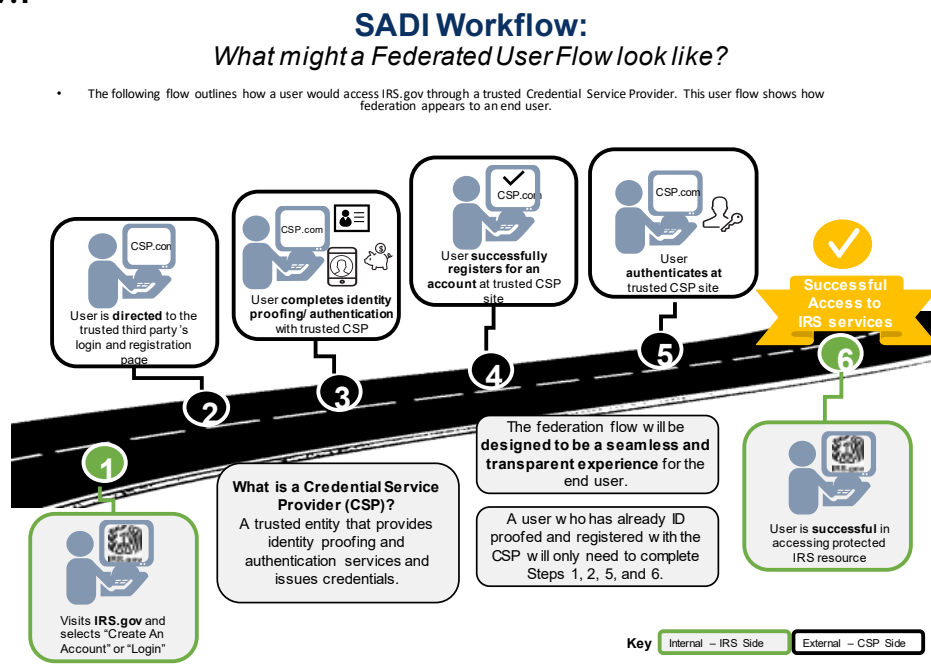 SADI Workflow:
What might a Federated User Flow look like?
• The following flow outlines how a user would access IRS.gov through a trusted Credential Service Provider. This user flow shows how
federation appears to an end user.
CSP.com
User is directed to the
trusted third party's
login and registration
page
2
CSP.com
User completes identity
proofing/ authentication
with trusted CSP
3
CSP.com
User successfully
registers for an
account at trusted CSP
site
4
CSP.com
User
authenticates at
trusted CSP site
5
Successful
Access to
IRS services
6
1
Visits IRS.gov and
selects “Create An
Account” or “Login”
What is a Credential Service
Provider (CSP)?
A trusted entity that provides
identity proofing and
authentication services and
issues credentials.
The federation flow will be
designed to be a seamless and
transparent experience for the
end user.
A user who has already ID
proofed and registered with the
CSP will only need to complete
Steps 1, 2, 5, and 6.
User is successful in
accessing protected
IRS resource
Key
Internal – IRS Side
External – CSP Side